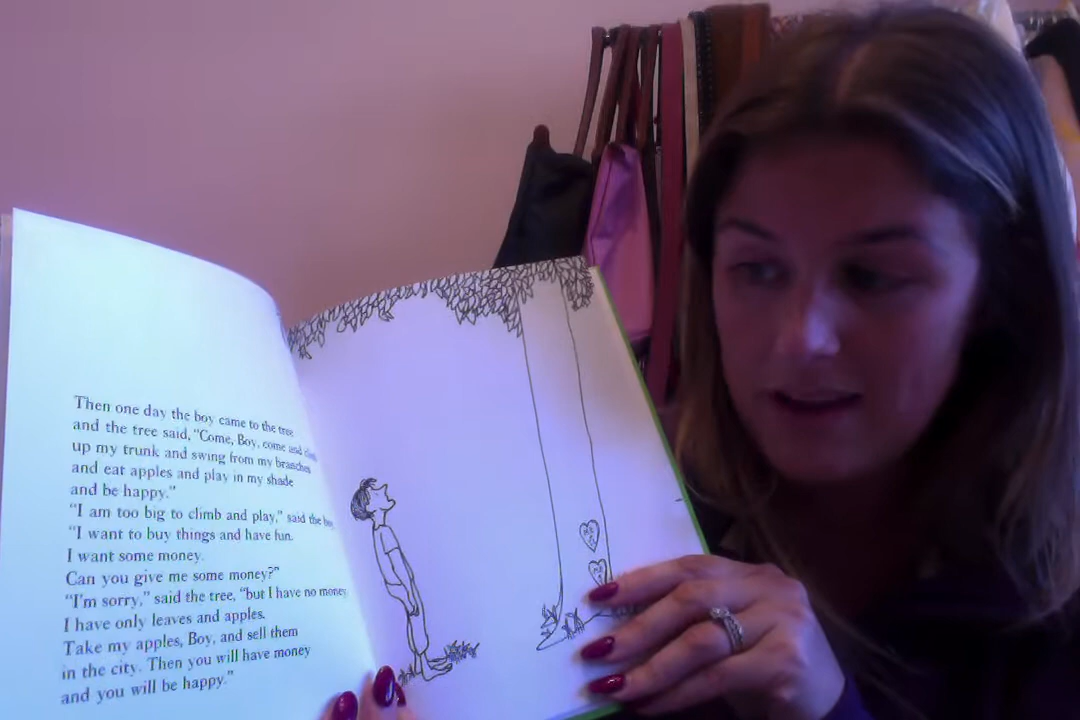 Then one day the boy came to the tree
and the tree said, "Come, Boy, come and climb
up my trunk and swing from my branches
and eat apples and play in my shade
and be happy."
"I am too big to climb and play," said the boy.
"I want to buy things and have fun.
I want some money.
Can you give me some money?"
"I'm sorry," said the tree, "but I have no money.
I have only leaves and apples.
Take my apples, Boy, and sell them
in the city. Then you will have money
and you will be happy."
ME
ME